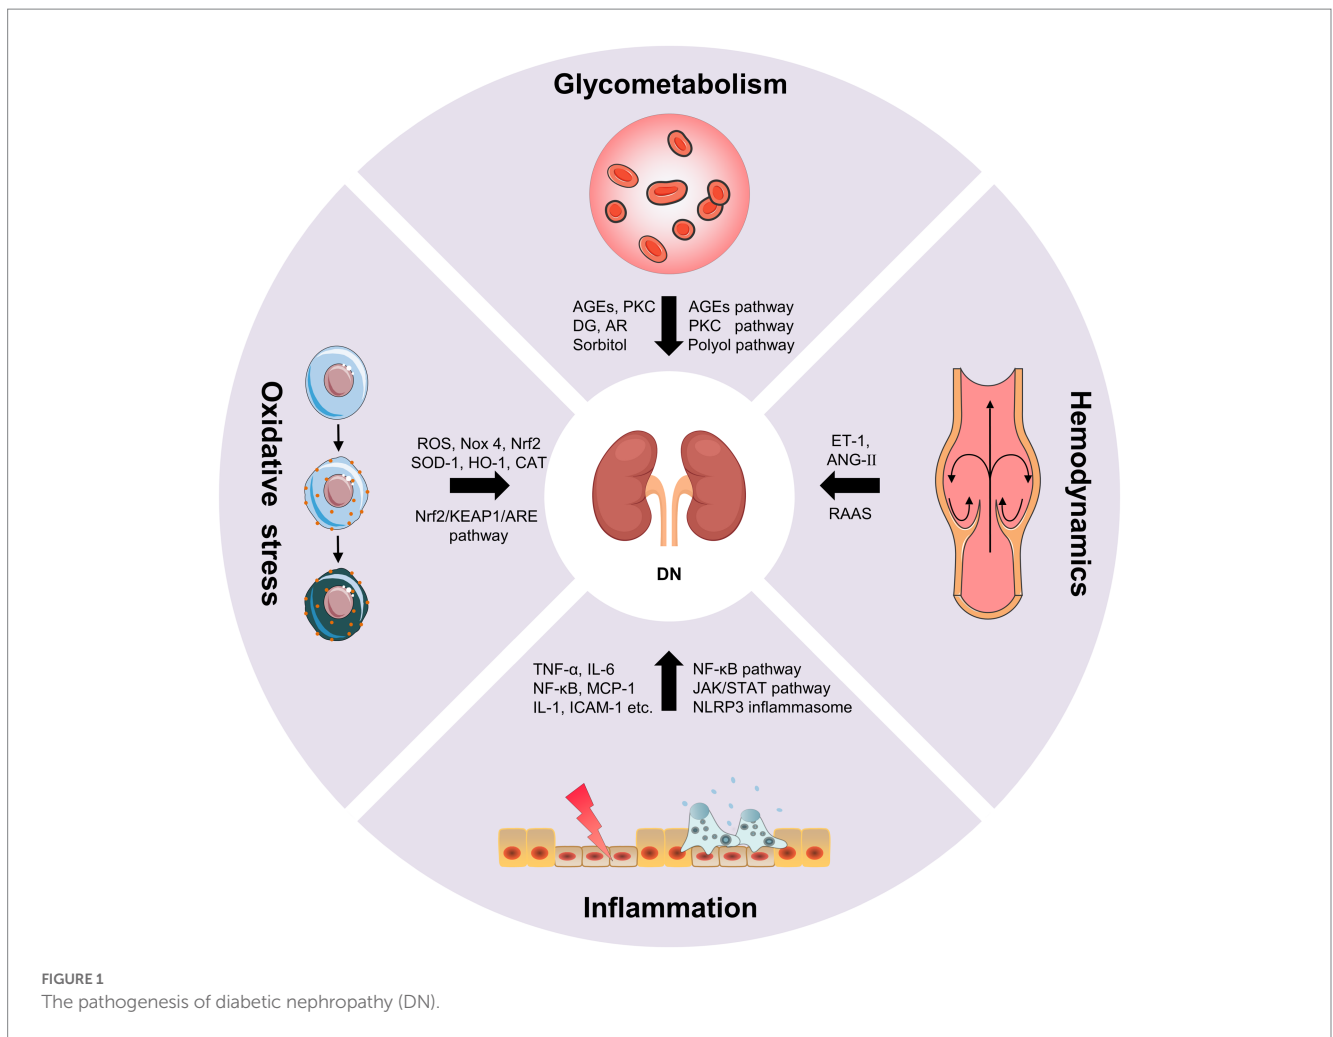 Glycometabolism
AGEs, PKC
DG, AR
Sorbitol
AGEs pathway
PKC pathway
Polyol pathway
Oxidative stress
ROS, Nox 4, Nrf2
SOD-1, HO-1, CAT
Nrf2/KEAP1/ARE
pathway
DN
ET-1,
ANG-II
RAAS
Hemodynamics
TNF-α, IL-6
NF-κB, MCP-1
IL-1, ICAM-1 etc.
NF-κB pathway
JAK/STAT pathway
NLRP3 inflammasome
Inflammation
FIGURE 1
The pathogenesis of diabetic nephropathy (DN).